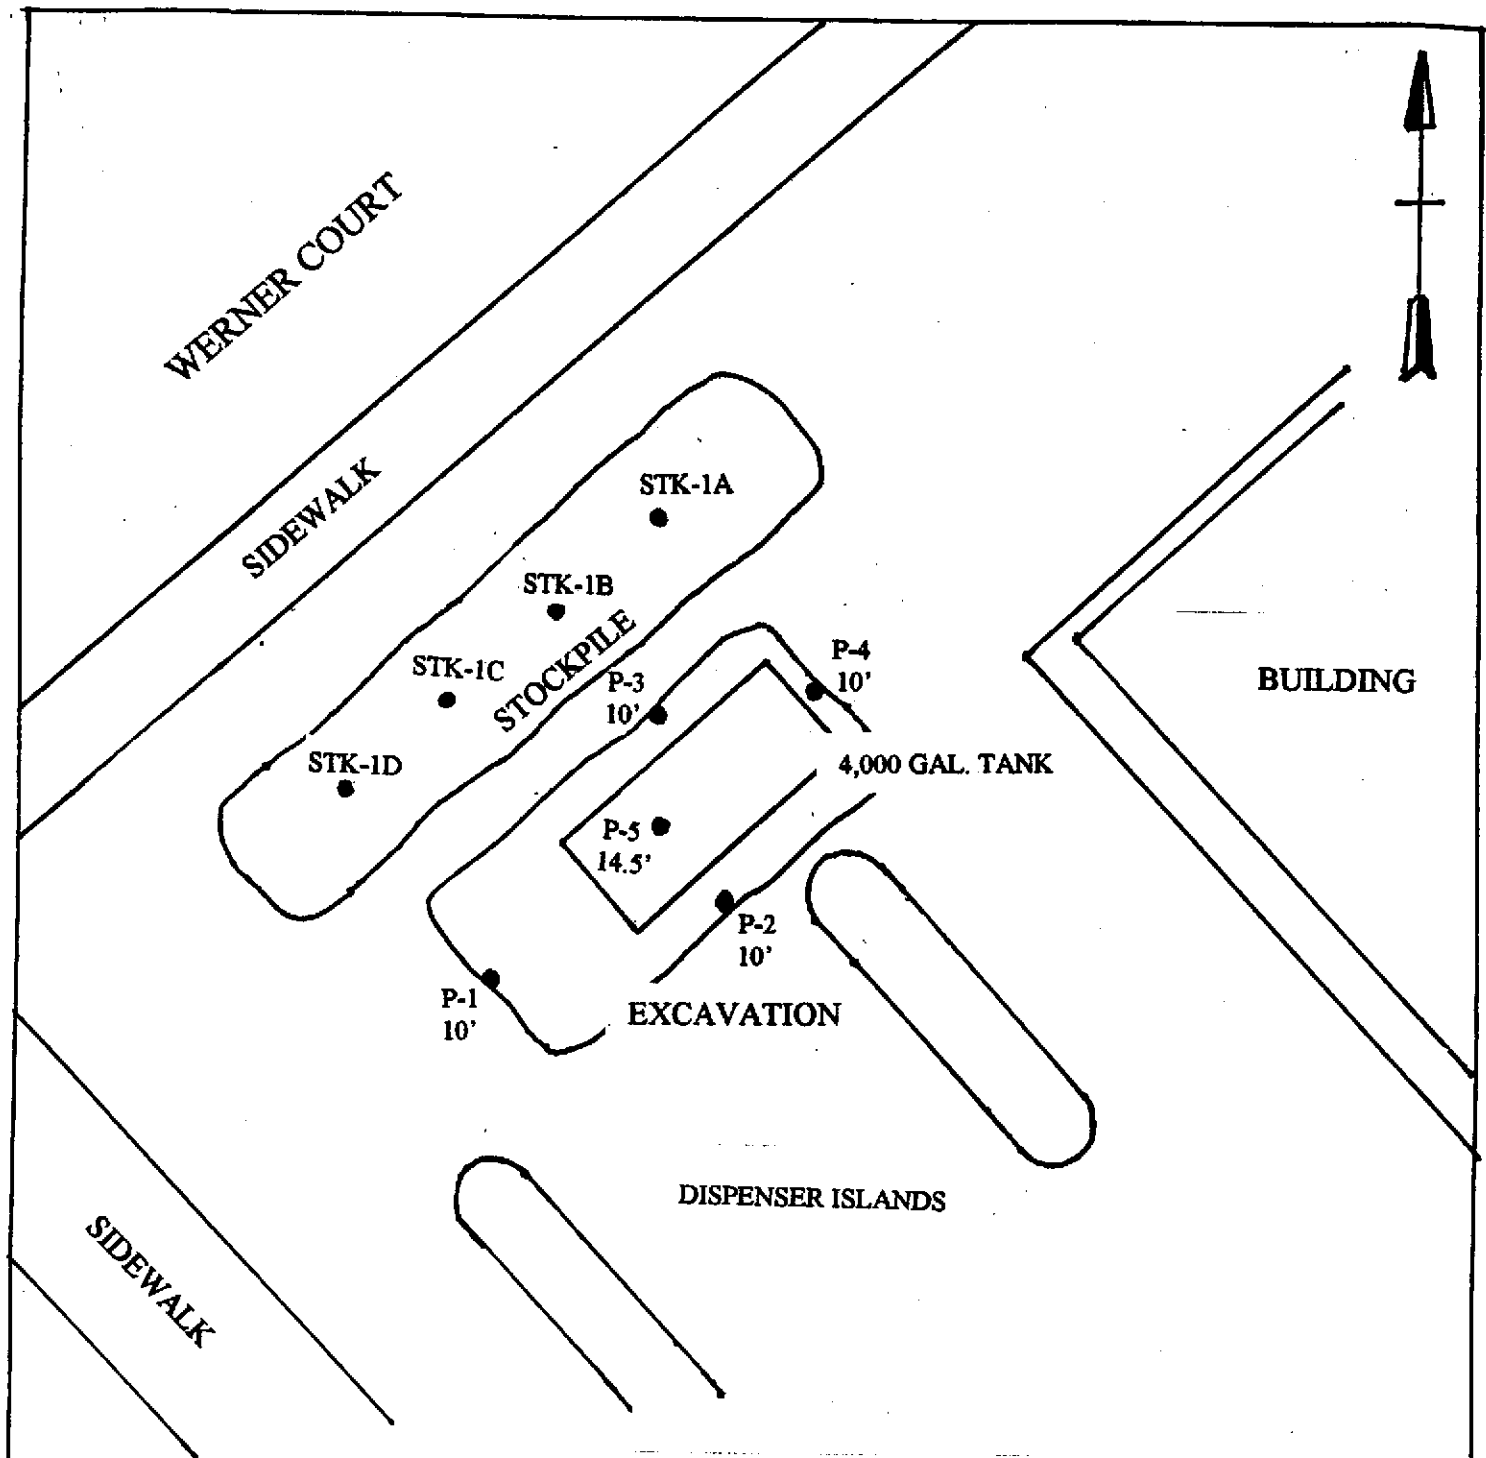 WERNER COURT
SIDEWALK
STK-1A
STK-1B
STOCKPILE
STK-1C
STK-1D
P-3
10'
P-4
10'
BUILDING
4,000 GAL. TANK
P-5
14.5'
P-2
10'
P-1
10'
EXCAVATION
DISPENSER ISLANDS
SIDEWALK